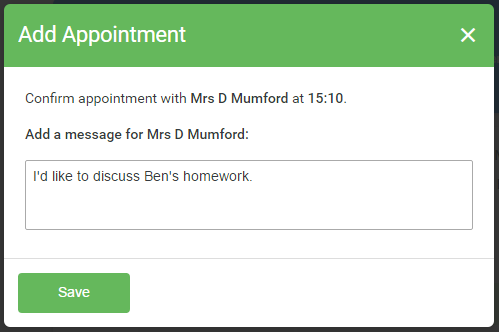 Add Appointment
Confirm appointment with Mrs D Mumford at 15:10.
Add a message for Mrs D Mumford:
I'd like to discuss Ben's homework.
Save